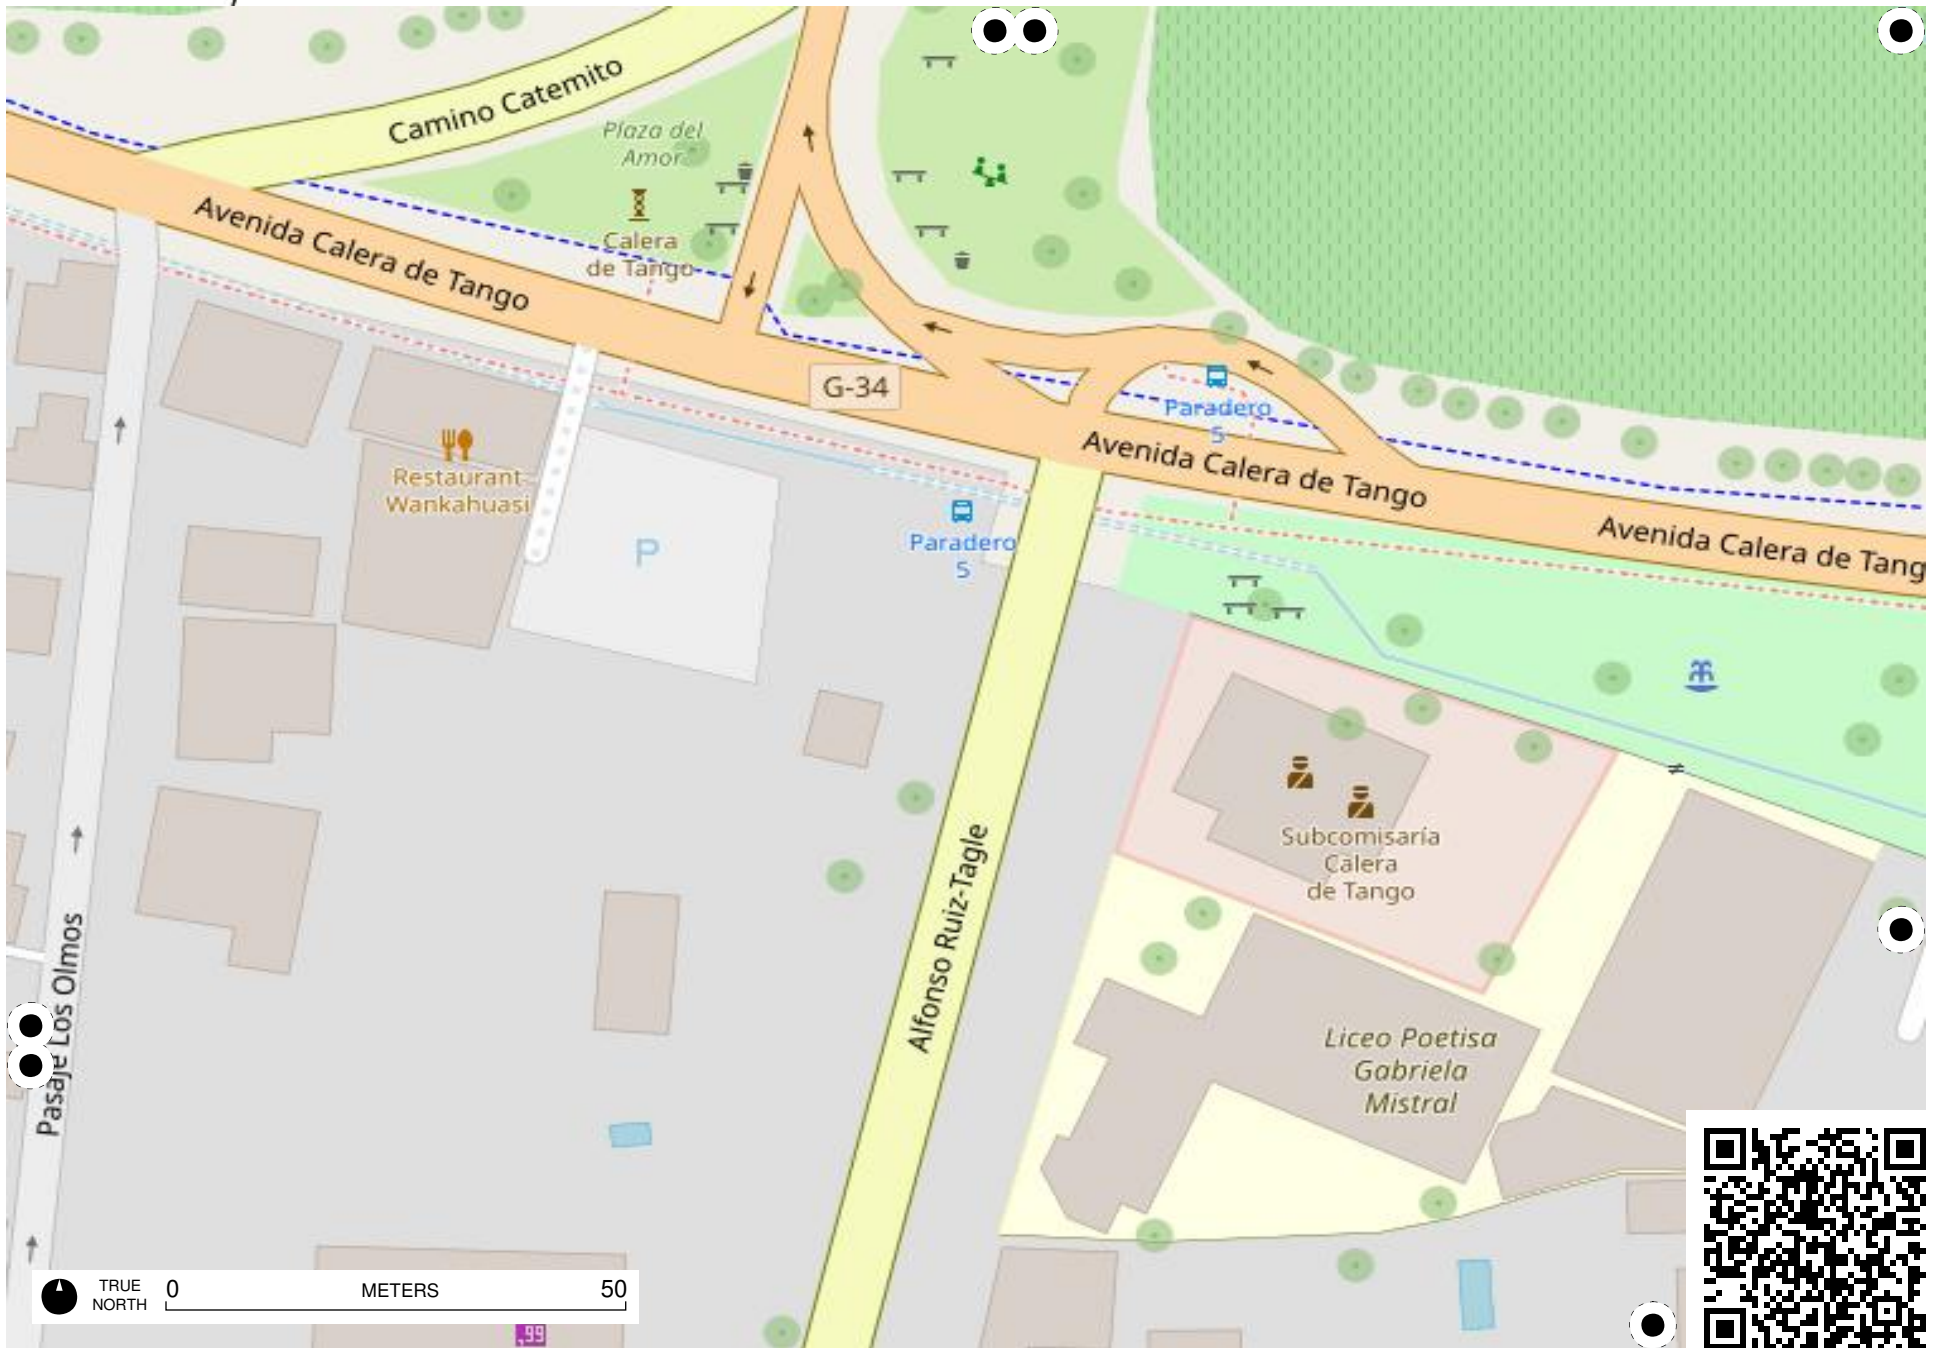 Camino Catemito
Plaza del
Amor
Calera
de Tango
Avenida Calera de Tango
G-34
Paradero
5
Avenida Calera de Tango
Avenida Calera de Tang
Restaurant
Wankahuasi
P
Paradero
5
Subcomisaría
Calera
de Tango
Alfonso Ruiz-Tagle
Pasaje Los Olmos
Liceo Poetisa
Gabriela
Mistral
TRUE
NORTH
0
METERS
50
.99